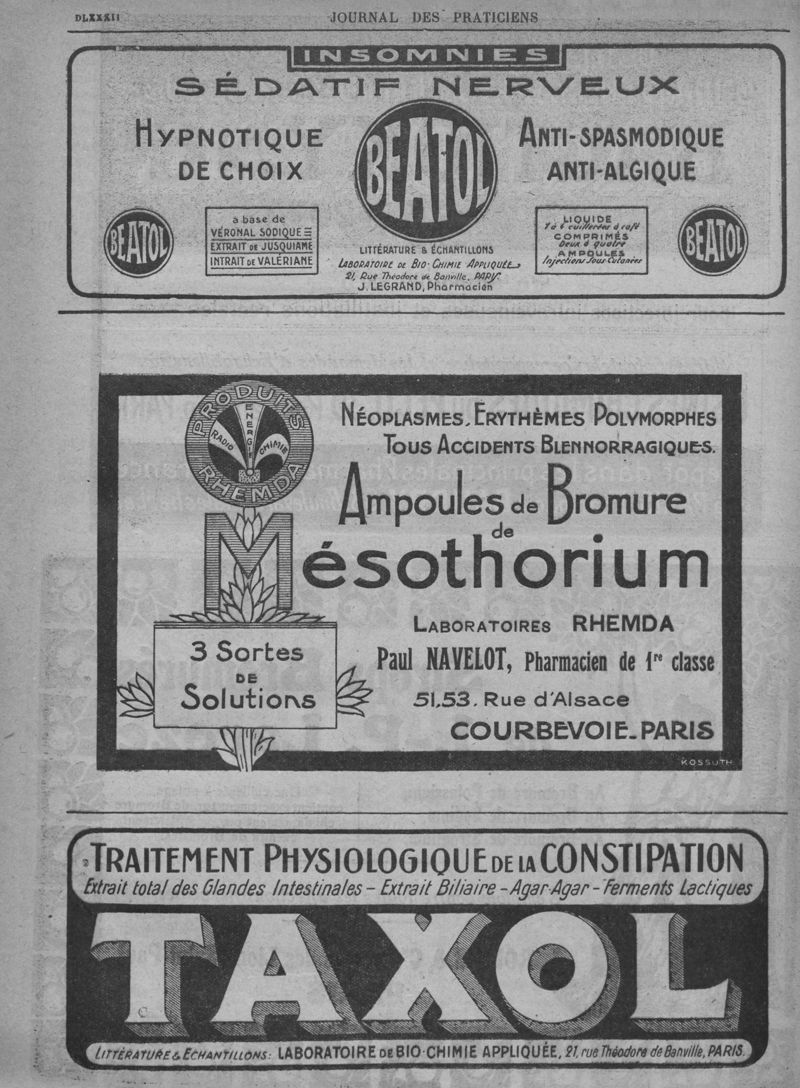 DLXXXII
JOURNAL DES PRATICIENS
INSOMNIES
SÉDATIF NERVEUX
HYPNOTIQUE
DE CHOIX
BEATOL
ANTI-SPASMODIQUE
ANTI-ALGIQUE
BEATOL
à base de
VÉRONAL SODIQUE
EXTRAIT DE JUSQUIAME
INTRAIT DE VALÉRIANE
LITTÉRATURE & ÉCHANTILLONS
LABORATOIRE DE BIO-CHIMIE APPLIQUÉE
21, Rue Théodore de Banville, PARIS
J. LEGRAND, Pharmacien
LIQUIDE
1 à 4 cuillerées à café
COMPRIMÉS
Deux à quatre
AMPOULES
Injections Sous-Cutanées
BEATOL
PRODUITS
RHEMDA
RADIO
ENERGIE
CHIMIE
NÉOPLASMES, ERYTHÈMES POLYMORPHES
TOUS ACCIDENTS BLENNORRAGIQUES.
Ampoules de Bromure
de
Mésothorium
3 Sortes
DE
Solutions
LABORATOIRES RHEMDA
Paul NAVELOT, Pharmacien de 1re classe
51,53. Rue d'Alsace
COURBEVOIE-PARIS
KOSSUTH
TRAITEMENT PHYSIOLOGIQUE DE LA CONSTIPATION
Extrait total des Glandes Intestinales - Extrait Biliaire - Agar-Agar - Ferments Lactiques
TAXOL
LITTÉRATURE & ECHANTILLONS: LABORATOIRE DE BIO-CHIMIE APPLIQUÉE, 21, rue Théodore de Banville, PARIS.